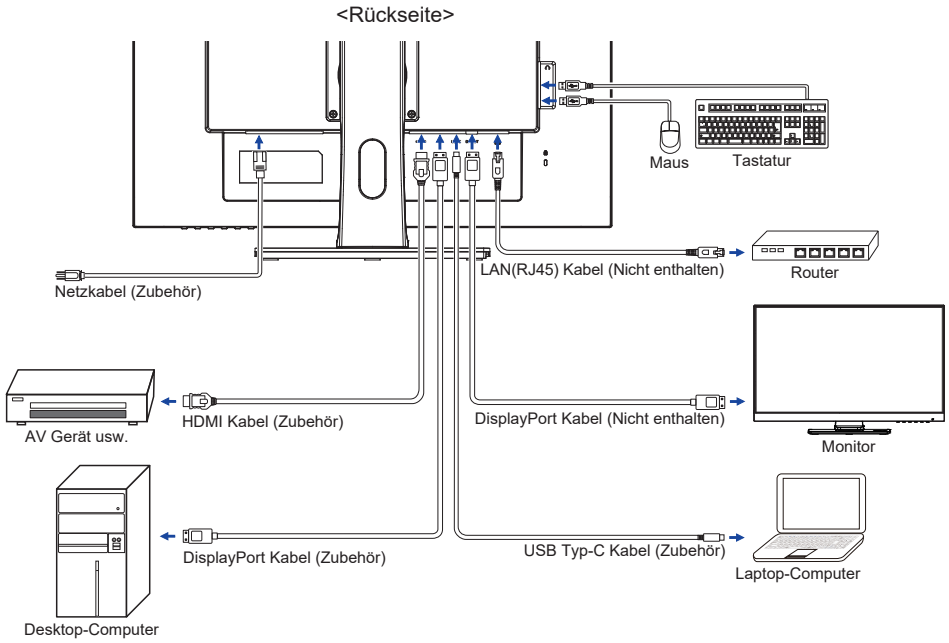 <Rückseite>
Maus
Tastatur
LAN(RJ45) Kabel (Nicht enthalten)
Router
Netzkabel (Zubehör)
HDMI Kabel (Zubehör)
DisplayPort Kabel (Nicht enthalten)
AV Gerät usw.
Monitor
DisplayPort Kabel (Zubehör)
USB Typ-C Kabel (Zubehör)
Laptop-Computer
Desktop-Computer